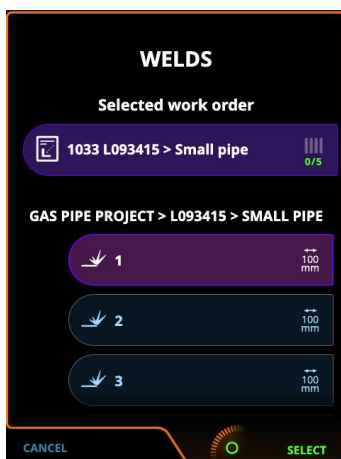 WELDS
Selected work order
1033 L093415 > Small pipe
0/5
GAS PIPE PROJECT > L093415 > SMALL PIPE
1
100
mm
2
100
mm
3
100
mm
CANCEL
SELECT